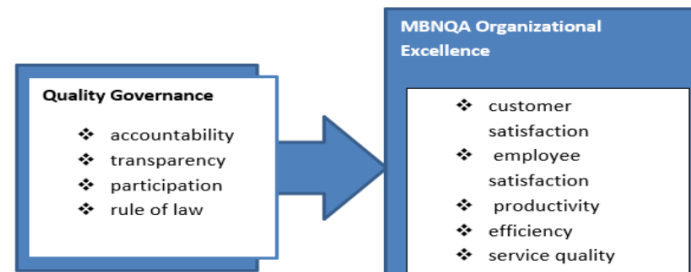 Quality Governance
❖ accountability
❖ transparency
❖ participation
❖ rule of law
MBNQA Organizational
Excellence
❖ customer
satisfaction
❖ employee
satisfaction
❖ productivity
❖ efficiency
❖ service quality